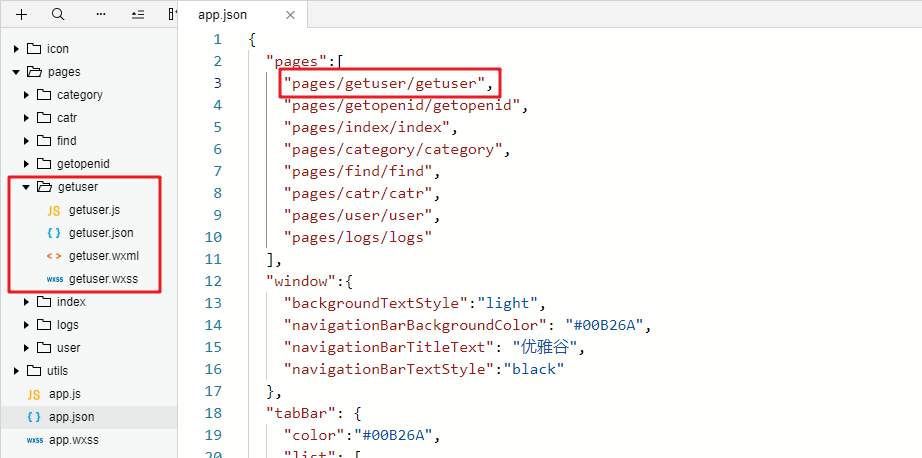 app.json
icon
pages
category
catr
find
getopenid
getuser
JS getuser.js
{ } getuser.json
< > getuser.wxml
wxss getuser.wxss
index
logs
user
utils
JS app.js
{ } app.json
wxss app.wxss
1 {
2 "pages":[
3 "pages/getuser/getuser",
4 "pages/getopenid/getopenid",
5 "pages/index/index",
6 "pages/category/category",
7 "pages/find/find",
8 "pages/catr/catr",
9 "pages/user/user",
10 "pages/logs/logs"
11 ],
12 "window":{
13 "backgroundTextStyle":"light",
14 "navigationBarBackgroundColor": "#00B26A",
15 "navigationBarTitleText": "优雅谷",
16 "navigationBarTextStyle":"black"
17 },
18 "tabBar": {
19 "color":"#00B26A",
20 "list": [